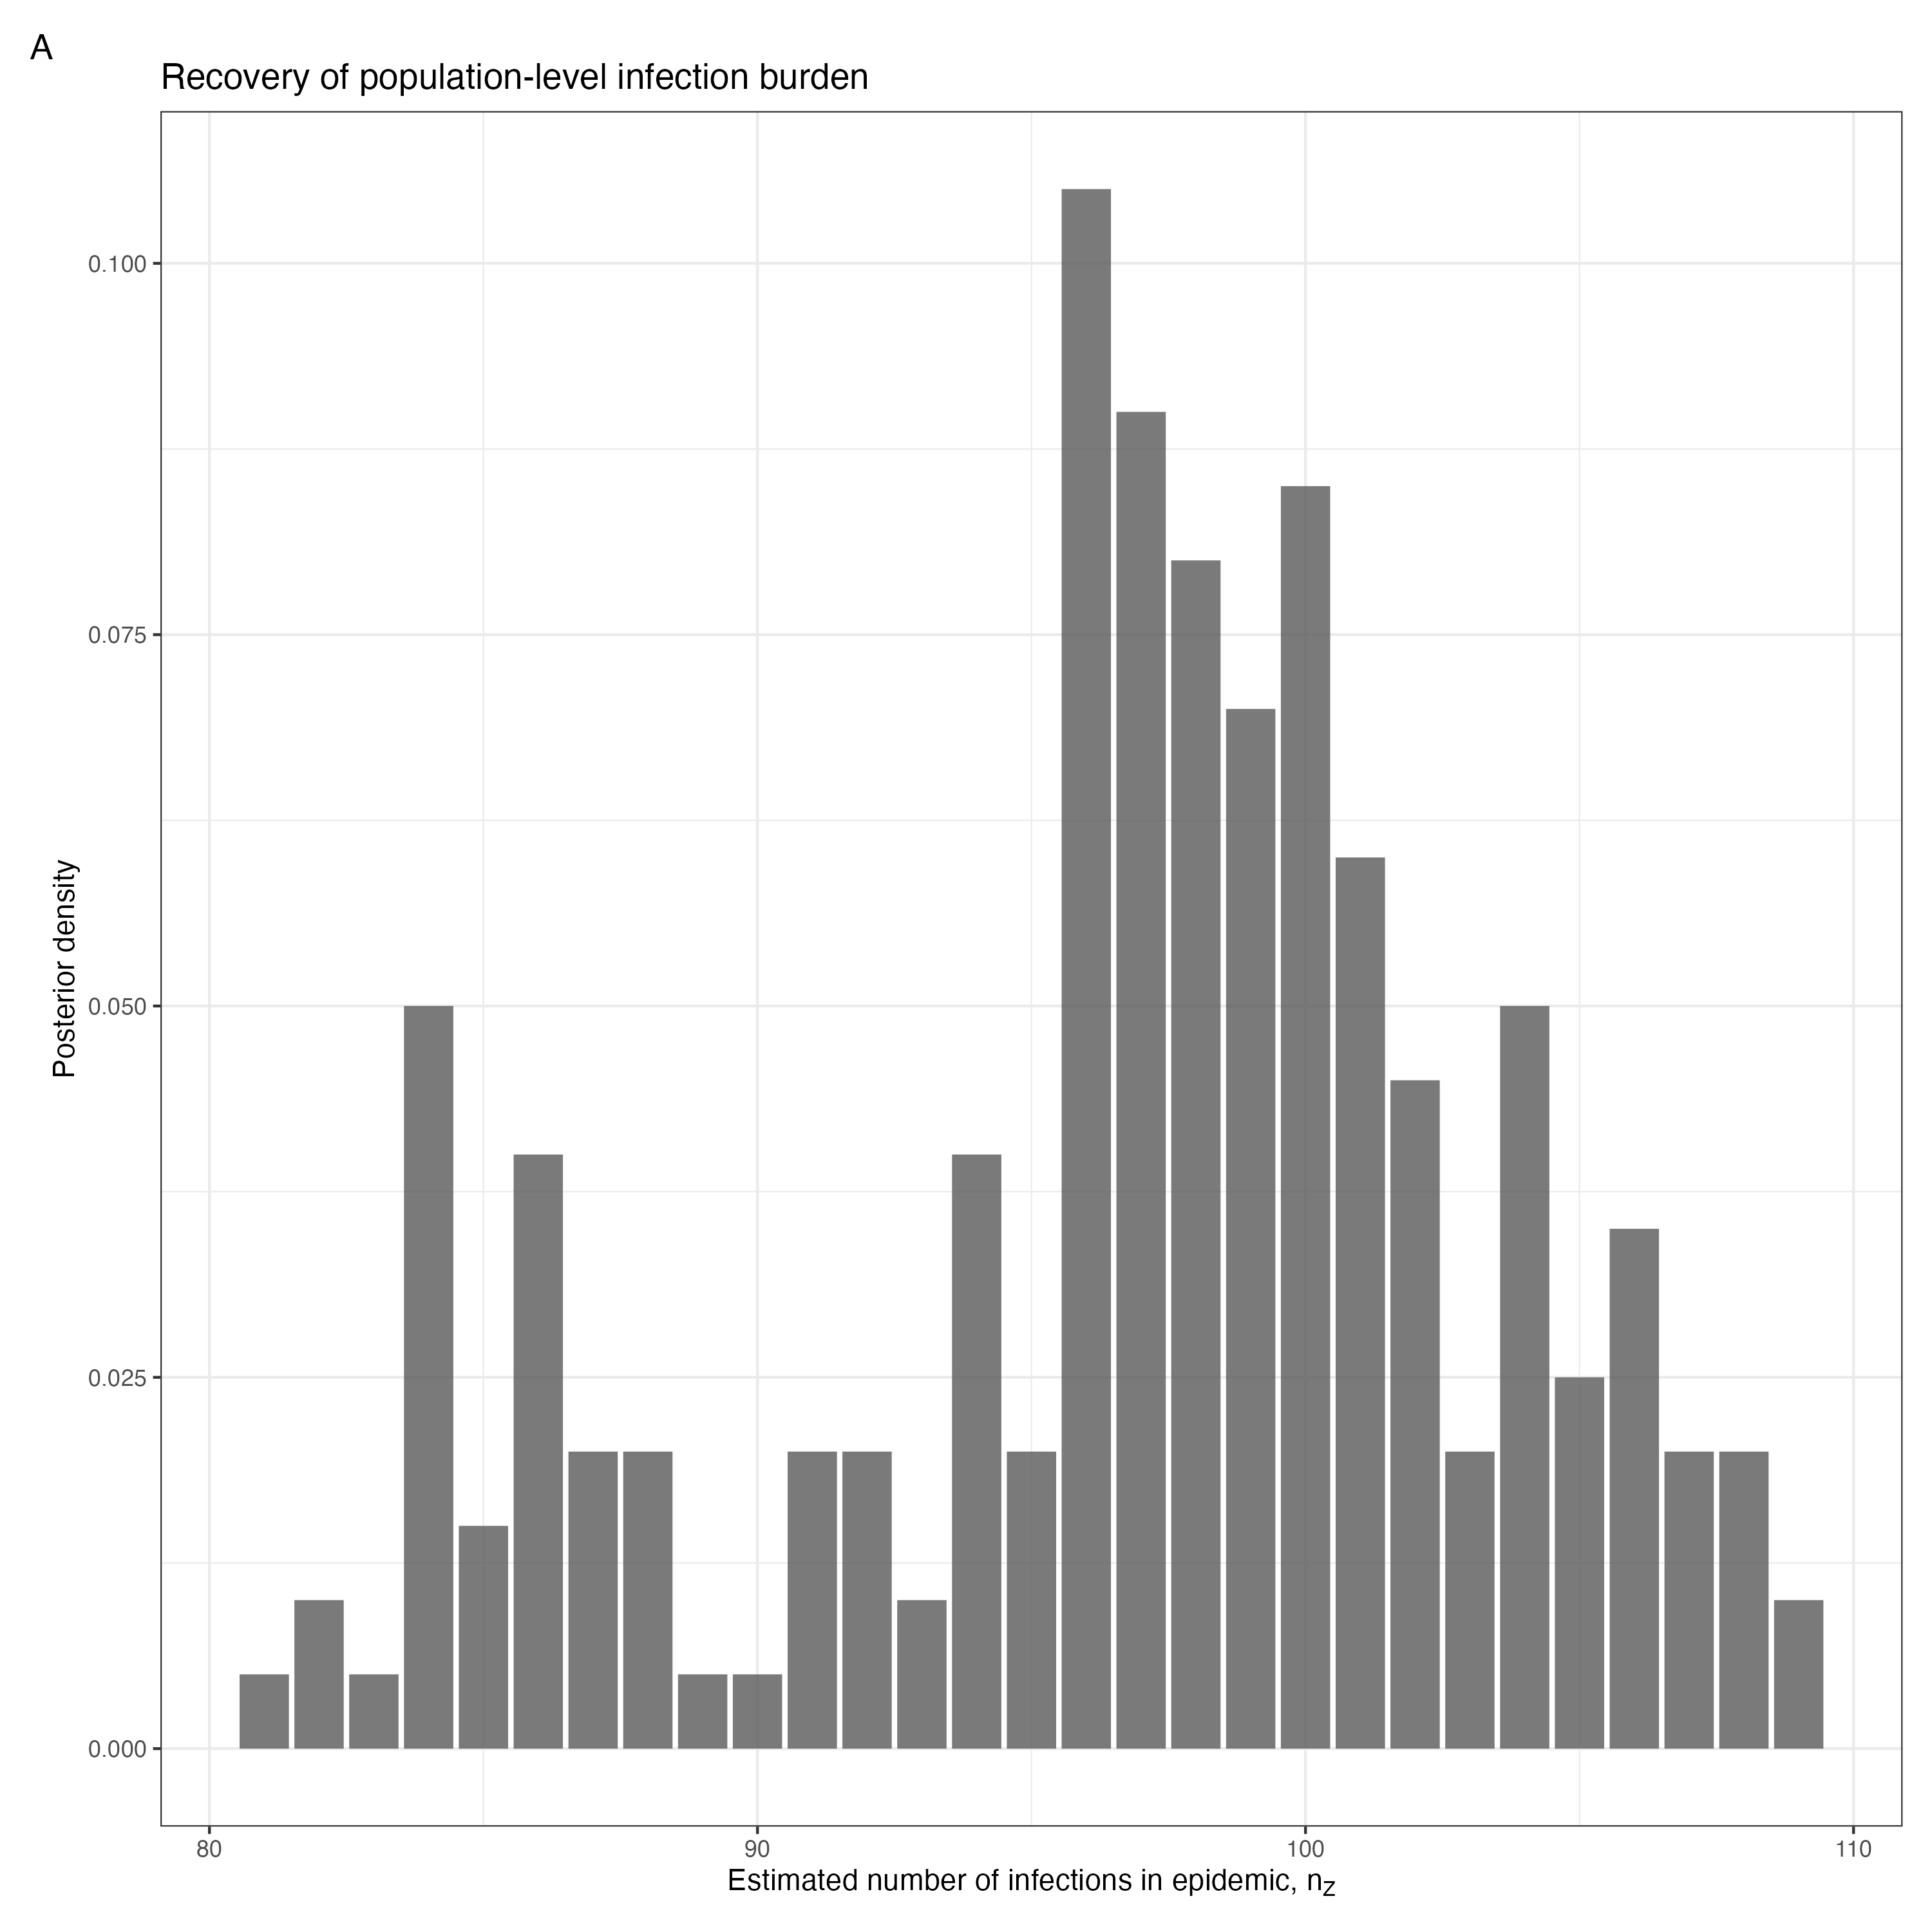 A
Recovery of population-level infection burden
0.100
0.075
0.050
0.025
0.000
Posterior density
80 90 100 110
Estimated number of infections in epidemic, nZ